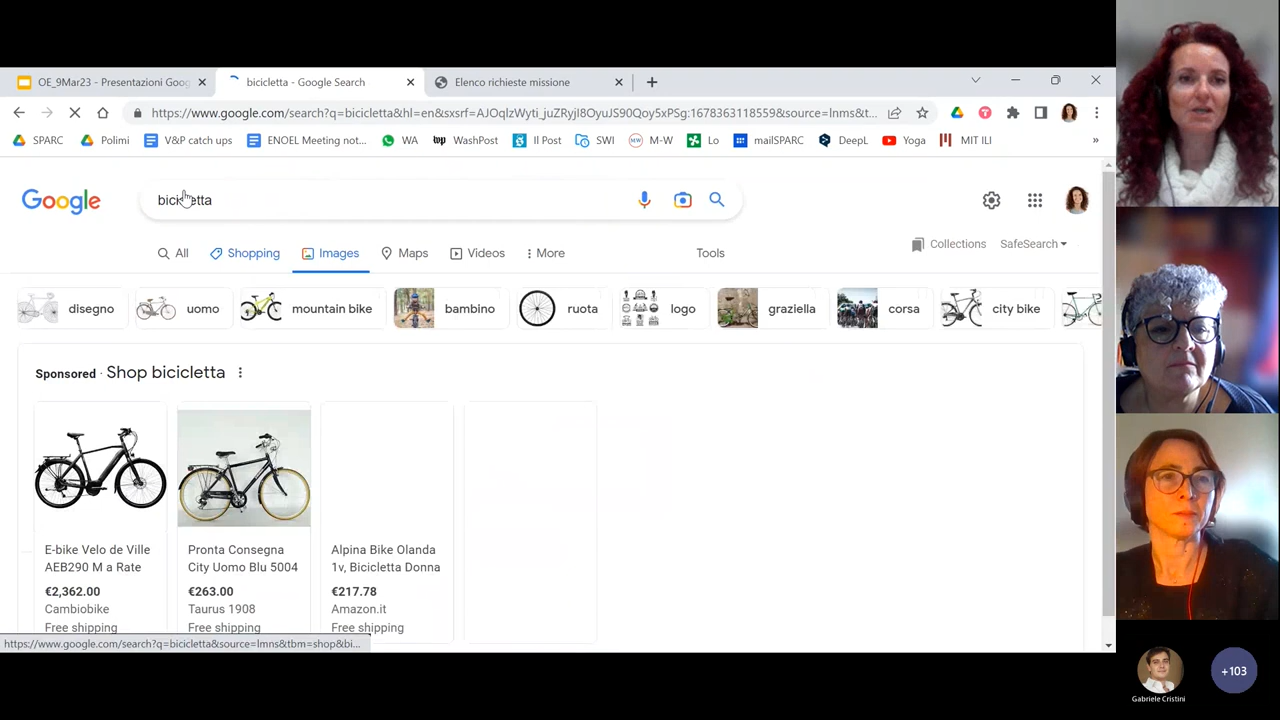 OE_9Mar23 - Presentazioni Goog
bicicletta - Google Search
Elenco richieste missione
https://www.google.com/search?q=bicicletta&hl=en&sxsrf=AJOqlzWyti_juZRyjI8OyuJS90Qoy5xPSg:1678363118559&source=lnms&t...
SPARC
Polimi
V&P catch ups
ENOEL Meeting not...
WA
wp
WashPost
Il Post
SWI
M-W
M-W
Lo
mailSPARC
DeepL
Yoga
MIT ILI
»
Google
bicicletta
All
Shopping
Images
Maps
Videos
More
Tools
Collections
SafeSearch
disegno
uomo
mountain bike
bambino
ruota
logo
graziella
corsa
city bike
Sponsored · Shop bicicletta
E-bike Velo de Ville
AEB290 M a Rate
€2,362.00
Cambiobike
Free shipping
Pronta Consegna
City Uomo Blu 5004
€263.00
Taurus 1908
Free shipping
Alpina Bike Olanda
1v, Bicicletta Donna
€217.78
Amazon.it
Free shipping
https://www.google.com/search?q=bicicletta&source=lmns&tbm=shop&bi...
Gabriele Cristini
+103